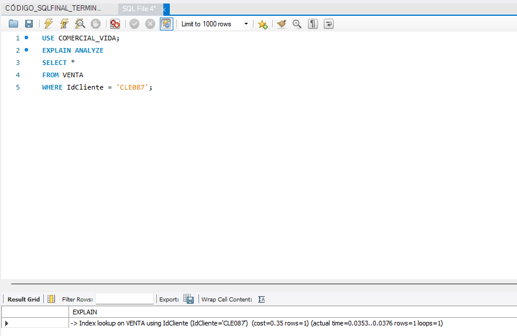 CÓDIGO_SQLFINAL_TERMIN...
SQL File 4*
Limit to 1000 rows
1 USE COMERCIAL_VIDA;
2 EXPLAIN ANALYZE
3 SELECT *
4 FROM VENTA
5 WHERE IdCliente = 'CLE087';
Result Grid Filter Rows: Export: Wrap Cell Content:
EXPLAIN
-> Index lookup on VENTA using IdCliente (IdCliente='CLE087') (cost=0.35 rows=1) (actual time=0.0353..0.0376 rows=1 loops=1)